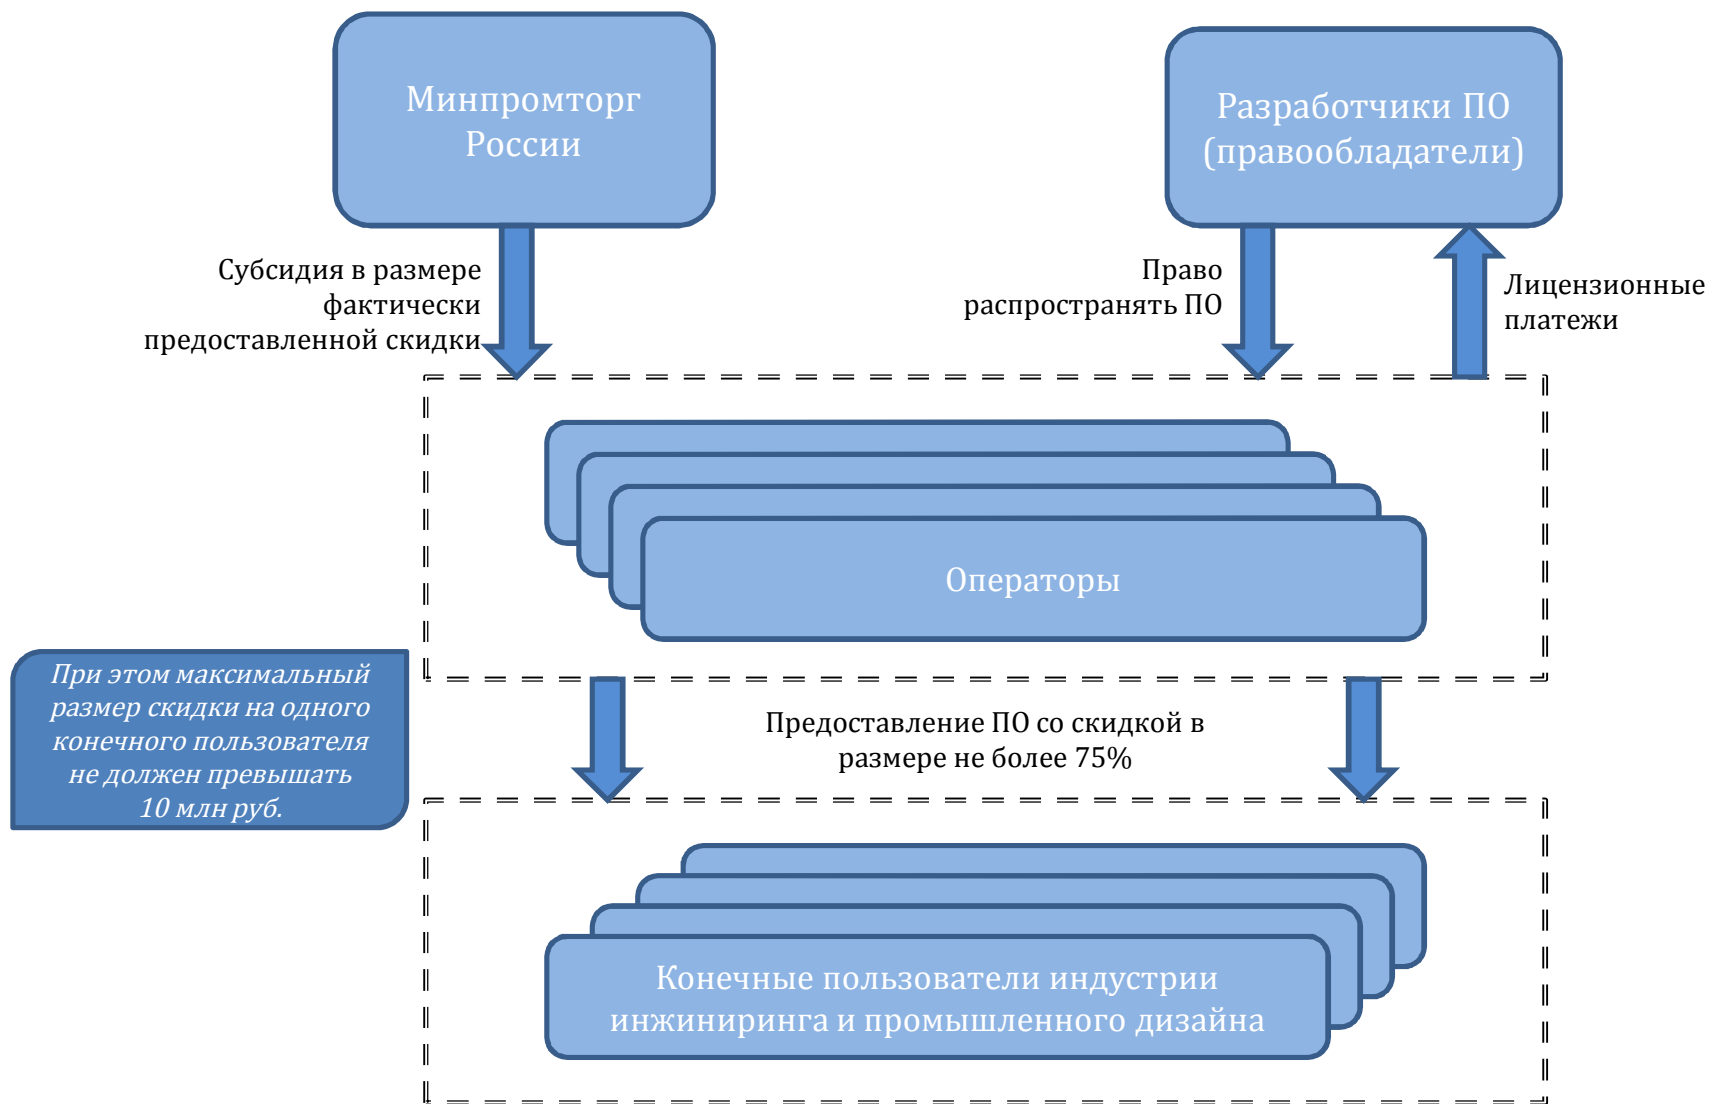 Минпромторг
России
Разработчики ПО
(правообладатели)
Субсидия в размере
фактически
предоставленной скидки
Право
распространять ПО
Лицензионные
платежи
Операторы
При этом максимальный
размер скидки на одного
конечного пользователя
не должен превышать
10 млн руб.
Предоставление ПО со скидкой в
размере не более 75%
Конечные пользователи индустрии
инжиниринга и промышленного дизайна